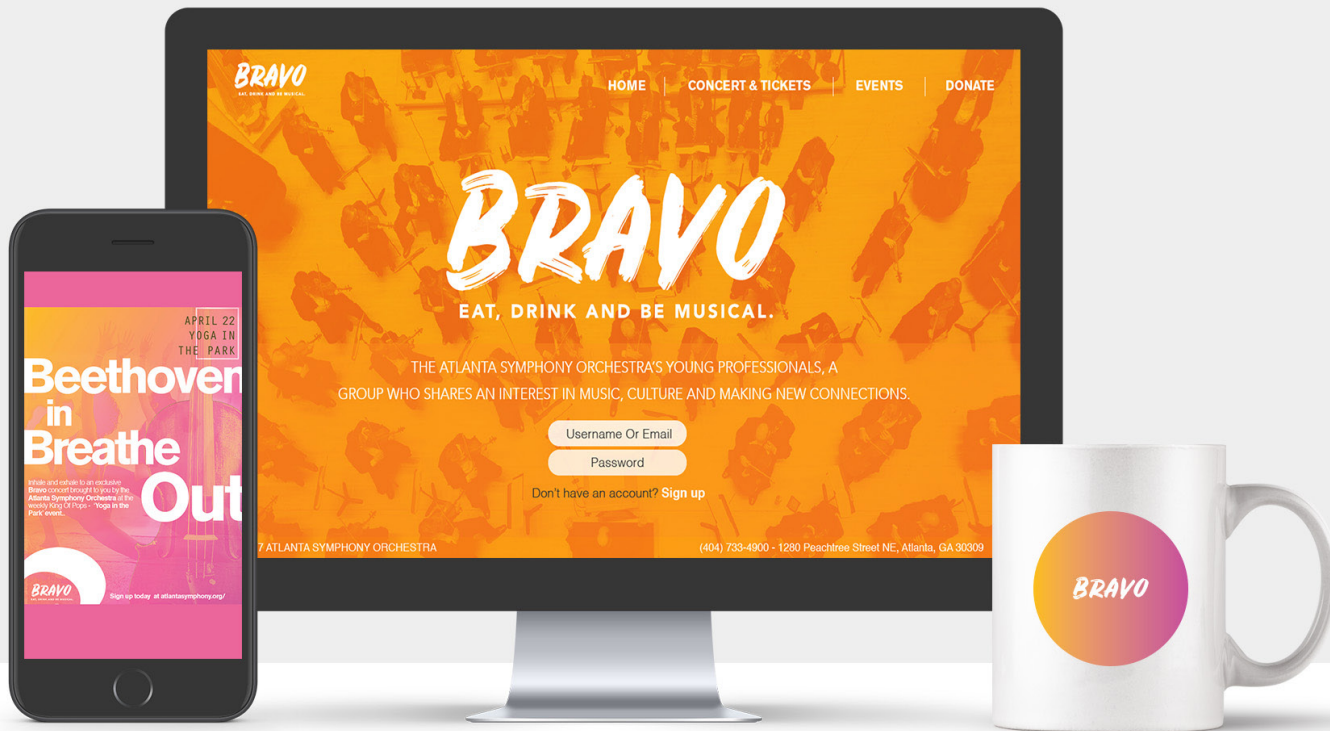 BRAVO
EAT, DRINK AND BE MUSICAL.
HOME
CONCERT & TICKETS
EVENTS
DONATE
BRAVO
EAT, DRINK AND BE MUSICAL.
THE ATLANTA SYMPHONY ORCHESTRA'S YOUNG PROFESSIONALS, A
GROUP WHO SHARES AN INTEREST IN MUSIC, CULTURE AND MAKING NEW CONNECTIONS.
Username Or Email
Password
Don't have an account? Sign up
7 ATLANTA SYMPHONY ORCHESTRA
(404) 733-4900 - 1280 Peachtree Street NE, Atlanta, GA 30309
APRIL 22
YOGA IN
THE PARK
Beethoven
in
Breathe
Out
Inhale and exhale to an exclusive
Bravo concert brought to you by the
Atlanta Symphony Orchestra at the
weekly King Of Pops - 'Yoga in the
Park' event..
BRAVO
EAT, DRINK AND BE MUSICAL.
Sign up today at atlantasymphony.org/
BRAVO